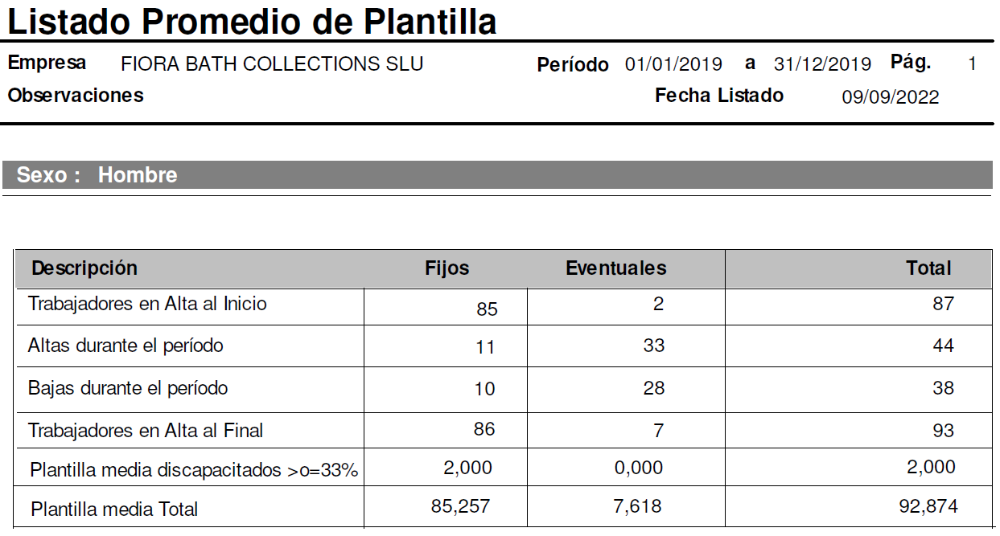 Listado Promedio de Plantilla
Empresa FIORA BATH COLLECTIONS SLU Período 01/01/2019 a 31/12/2019 Pág. 1
Observaciones Fecha Listado 09/09/2022
Sexo : Hombre
Descripción Fijos Eventuales Total
Trabajadores en Alta al Inicio 85 2 87
Altas durante el período 11 33 44
Bajas durante el período 10 28 38
Trabajadores en Alta al Final 86 7 93
Plantilla media discapacitados >o=33% 2,000 0,000 2,000
Plantilla media Total 85,257 7,618 92,874